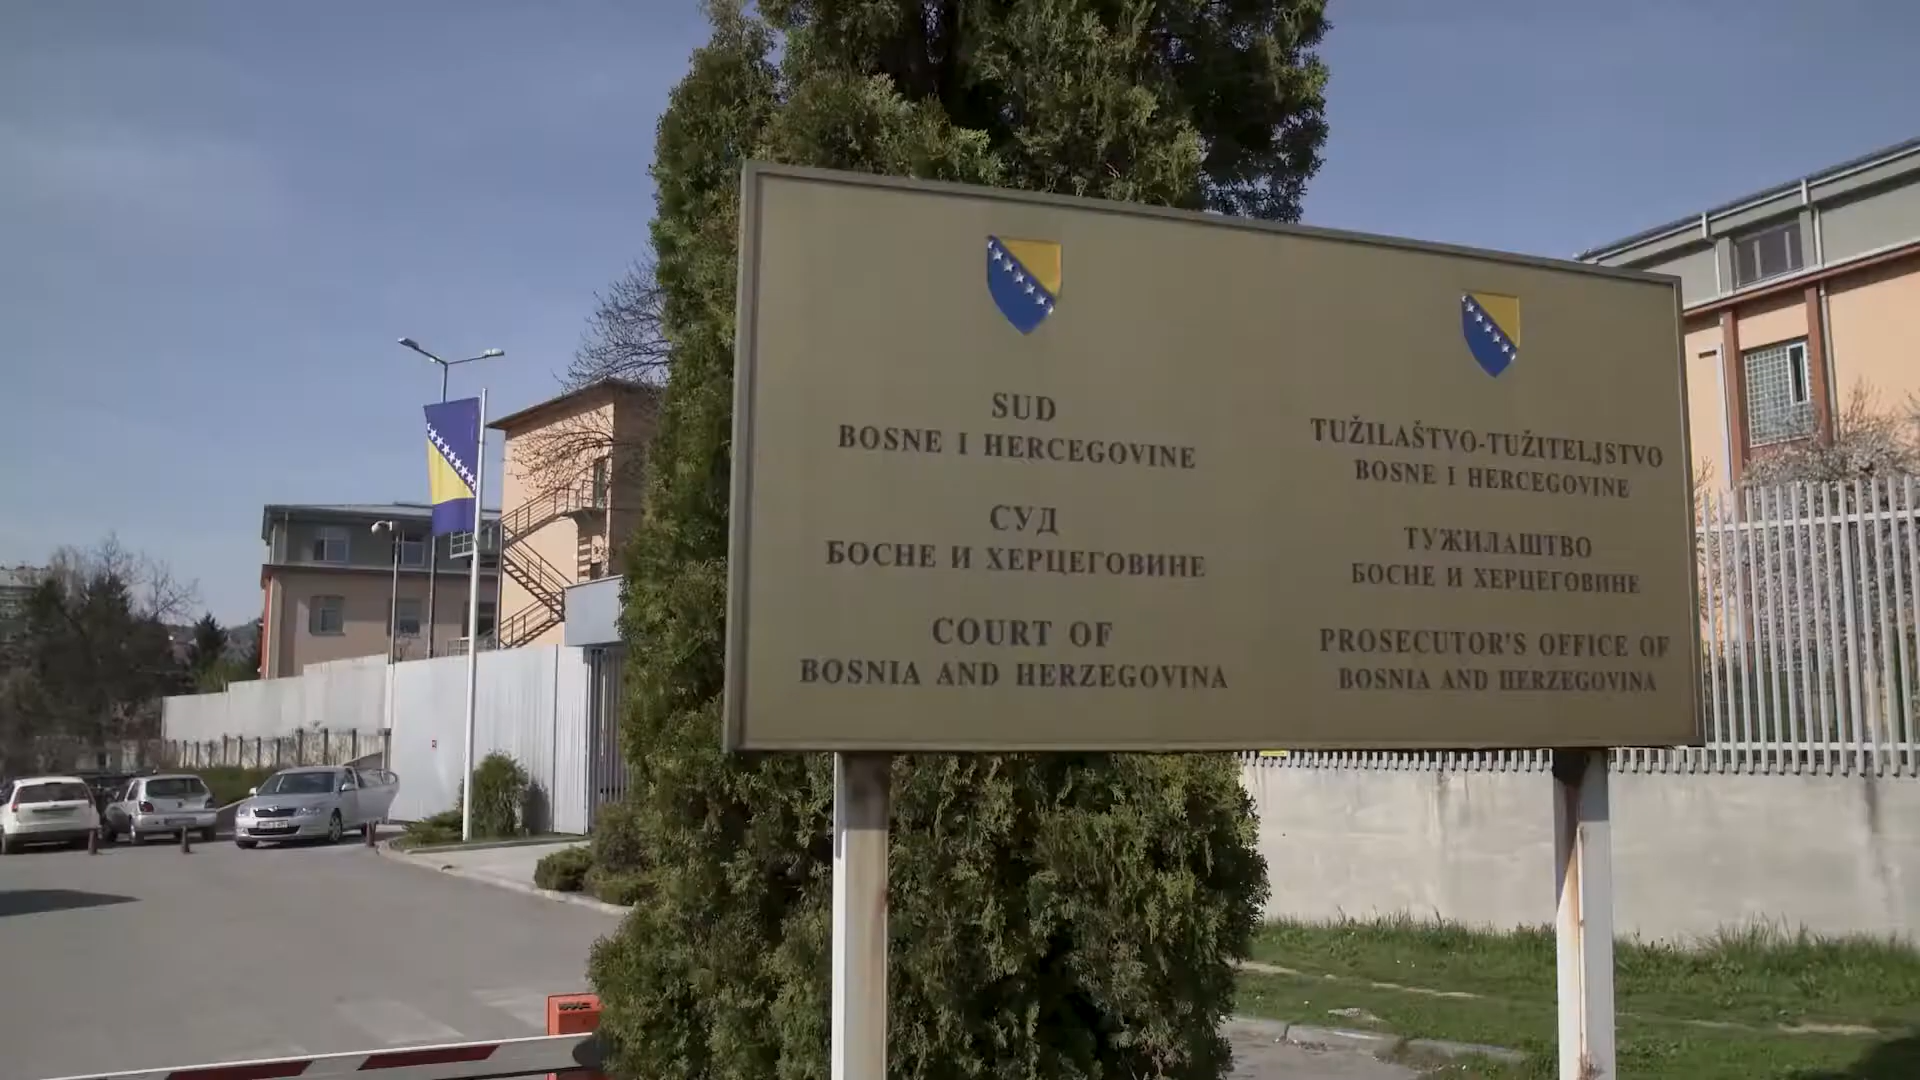 SUD
BOSNE I HERCEGOVINE
СУД
БОСНЕ И ХЕРЦЕГОВИНЕ
COURT OF
BOSNIA AND HERZEGOVINA
TUŽILAŠTVO-TUŽITELJSTVO
BOSNE I HERCEGOVINE
ТУЖИЛАШТВО
БОСНЕ И ХЕРЦЕГОВИНЕ
PROSECUTOR'S OFFICE OF
BOSNIA AND HERZEGOVINA